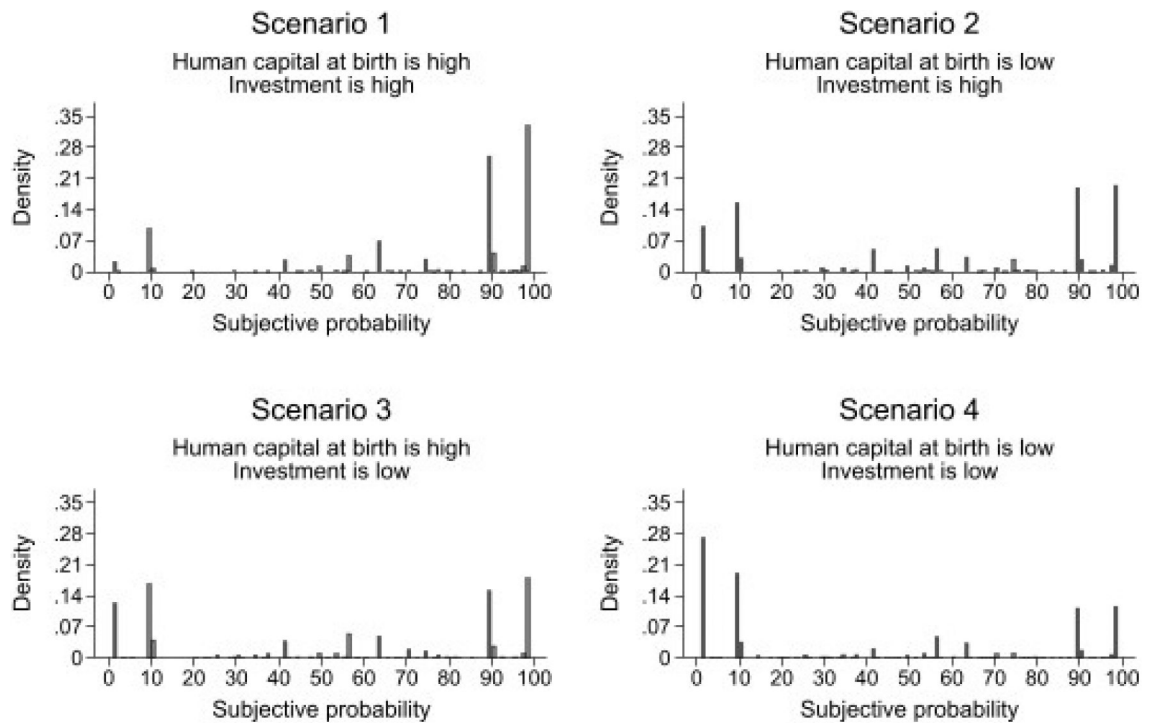 Scenario 1
Human capital at birth is high
Investment is high
.35
.28
.21
.14
.07
0
Density
0 10 20 30 40 50 60 70 80 90 100
Subjective probability
Scenario 2
Human capital at birth is low
Investment is high
.35
.28
.21
.14
.07
0
Density
0 10 20 30 40 50 60 70 80 90 100
Subjective probability
Scenario 3
Human capital at birth is high
Investment is low
.35
.28
.21
.14
.07
0
Density
0 10 20 30 40 50 60 70 80 90 100
Subjective probability
Scenario 4
Human capital at birth is low
Investment is low
.35
.28
.21
.14
.07
0
Density
0 10 20 30 40 50 60 70 80 90 100
Subjective probability